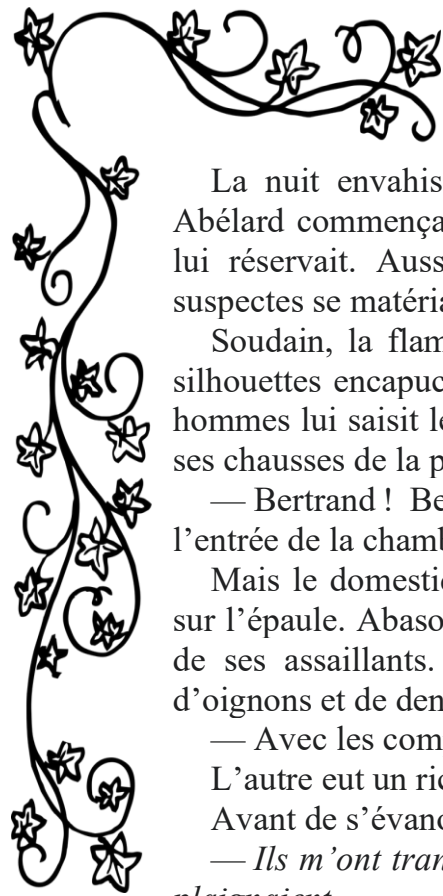 La nuit envahis
Abélard commença
lui réservait. Auss
suspectes se matéria
Soudain, la flam
silhouettes encapuc
hommes lui saisit le
ses chausses de la p
— Bertrand ! Be
l’entrée de la chamb
Mais le domestic
sur l’épaule. Abaso
de ses assaillants.
d’oignons et de den
— Avec les com
L’autre eut un ric
Avant de s’évano
— Ils m’ont tran
plaignaient